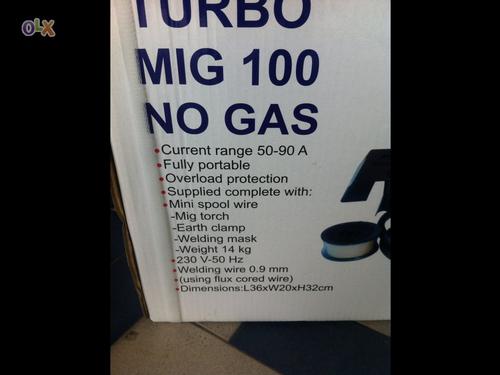 OLX
TURBO
MIG 100
NO GAS
•Current range 50-90 A
•Fully portable
•Overload protection
•Supplied complete with:
•Mini spool wire
-Mig torch
-Earth clamp
-Welding mask
-Weight 14 kg
•230 V-50 Hz
•Welding wire 0.9 mm
•(using flux cored wire)
•Dimensions:L36xW20xH32cm